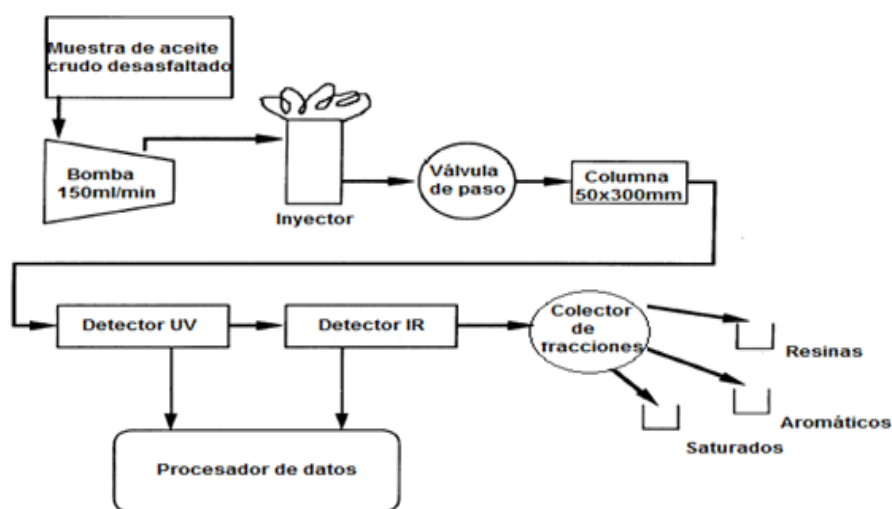 Muestra de aceite
crudo desasfaltado
Bomba
150ml/min
Inyector
Válvula
de paso
Columna
50x300mm
Detector UV
Detector IR
Colector
de
fracciones
Resinas
Aromáticos
Saturados
Procesador de datos